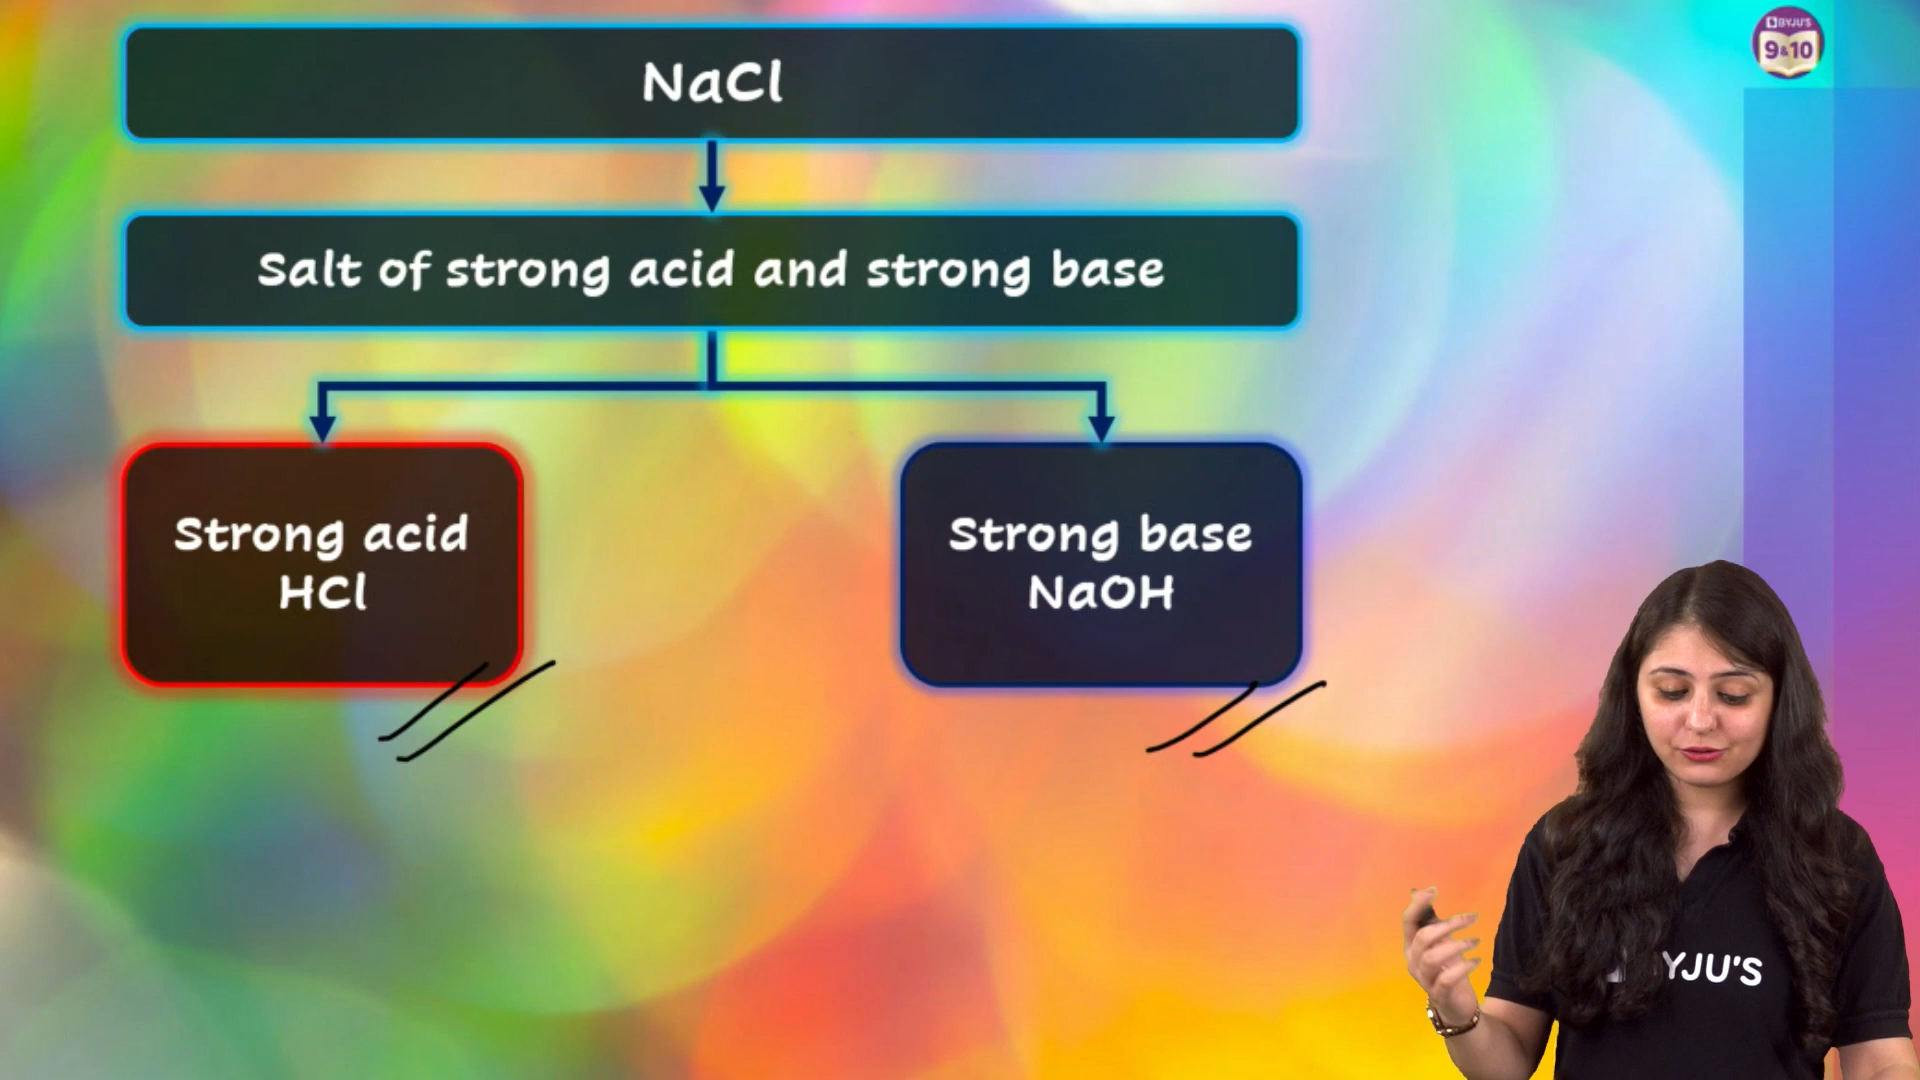 NaCl
Salt of strong acid and strong base
Strong acid
HCl
Strong base
NaOH
BYJU'S
9&10
YJU'S